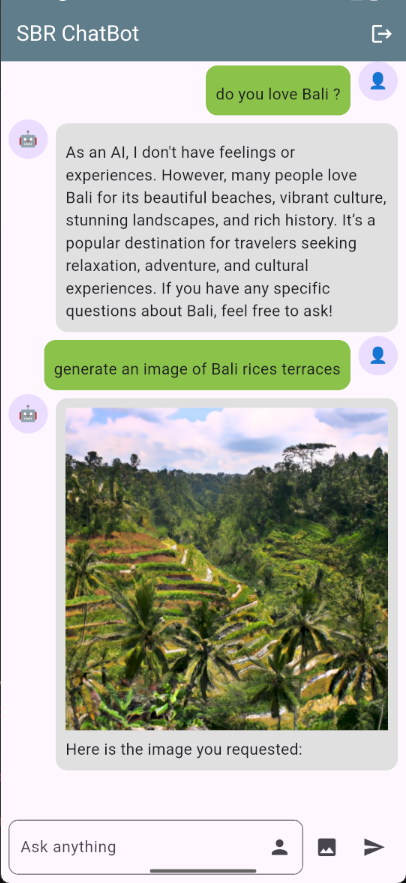 SBR ChatBot
do you love Bali ?
As an AI, I don't have feelings or
experiences. However, many people love
Bali for its beautiful beaches, vibrant culture,
stunning landscapes, and rich history. It's a
popular destination for travelers seeking
relaxation, adventure, and cultural
experiences. If you have any specific
questions about Bali, feel free to ask!
generate an image of Bali rices terraces
Here is the image you requested:
Ask anything